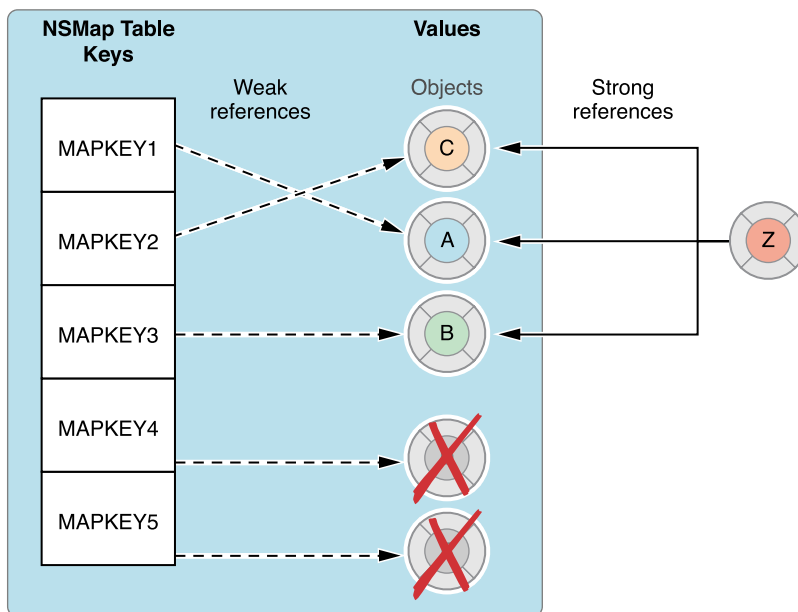 NSMap Table
Keys
Values
Weak
references
Objects
Strong
references
MAPKEY1
MAPKEY2
MAPKEY3
MAPKEY4
MAPKEY5
C
A
B
Z